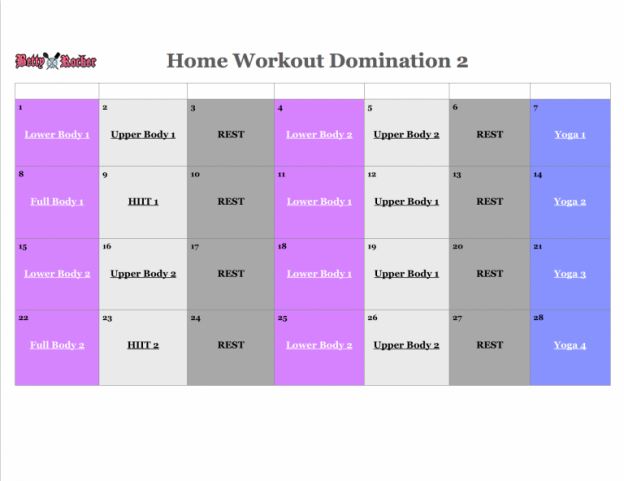 Betty Rocker
Home Workout Domination 2
1 2 3 4 5 6 7
Lower Body 1 Upper Body 1 REST Lower Body 2 Upper Body 2 REST Yoga 1
8 9 10 11 12 13 14
Full Body 1 HIIT 1 REST Lower Body 1 Upper Body 1 REST Yoga 2
15 16 17 18 19 20 21
Lower Body 2 Upper Body 2 REST Lower Body 1 Upper Body 1 REST Yoga 3
22 23 24 25 26 27 28
Full Body 2 HIIT 2 REST Lower Body 2 Upper Body 2 REST Yoga 4